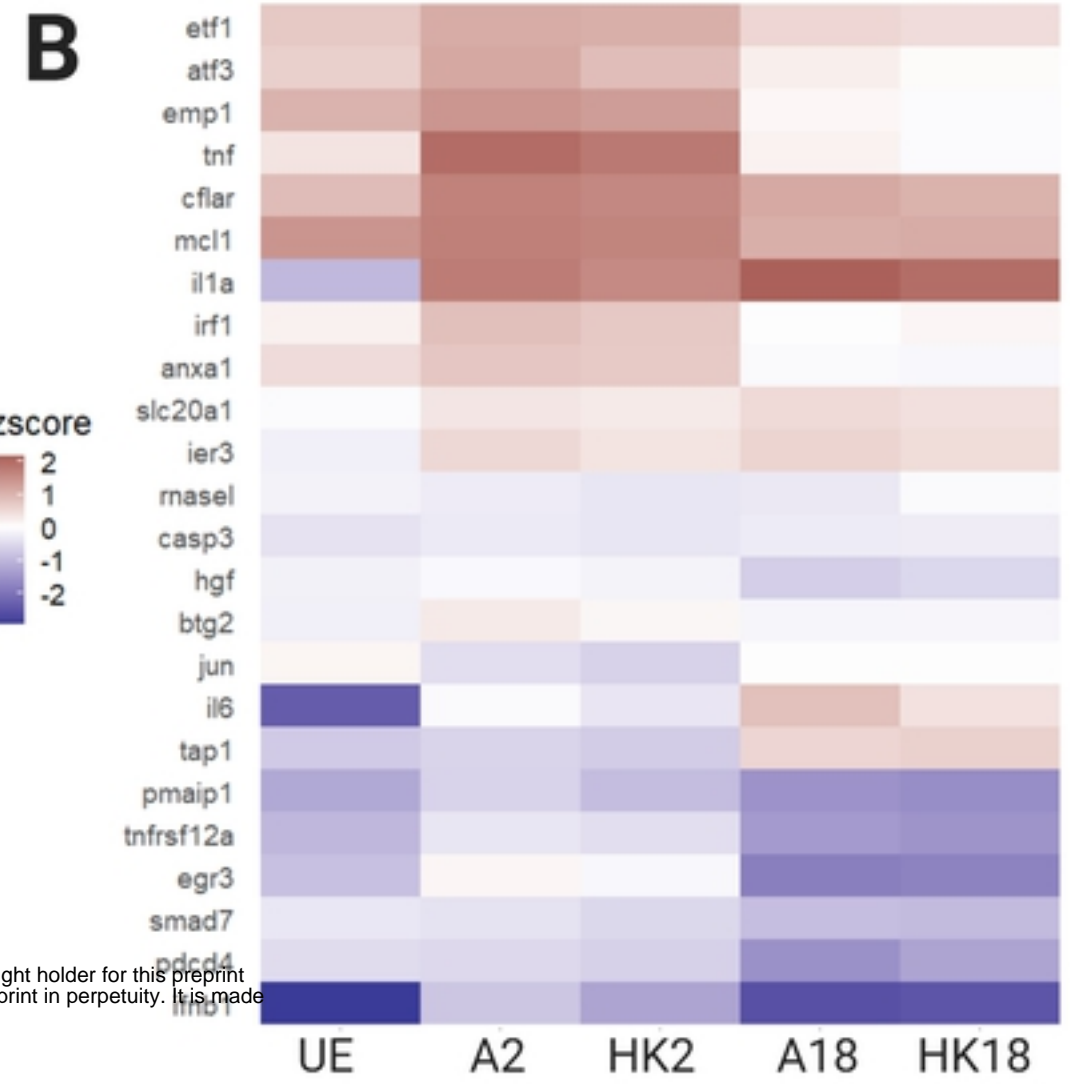 B
etf1
atf3
emp1
tnf
cflar
mcl1
il1a
irf1
anxa1
slc20a1
ier3
rnasel
casp3
hgf
btg2
jun
il6
tap1
pmaip1
tnfrsf12a
egr3
smad7
pdcd4
ifnb1
zscore
2
1
0
-1
-2
ght holder for this preprint
print in perpetuity. It is made
UE A2 HK2 A18 HK18